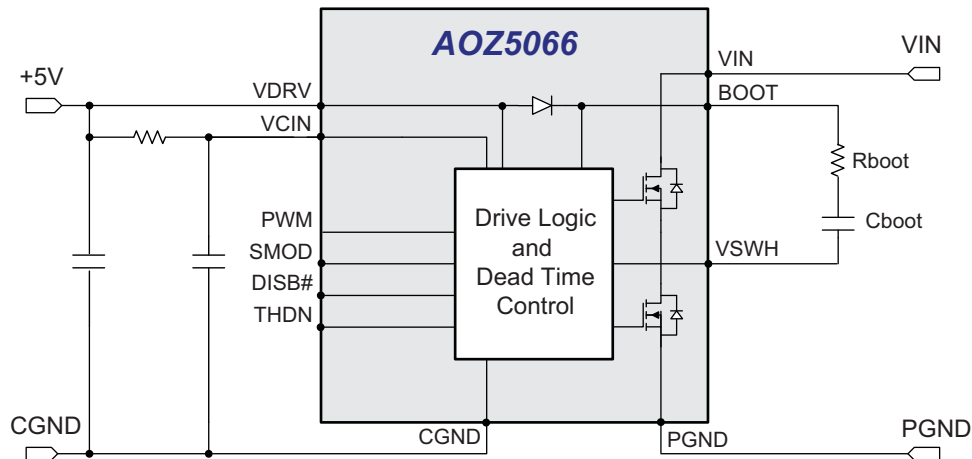 AOZ5066
VIN
VIN
+5V
VDRV
BOOT
VCIN
Rboot
Cboot
Drive Logic
and
Dead Time
Control
PWM
SMOD
DISB#
THDN
VSWH
CGND
CGND
PGND
PGND